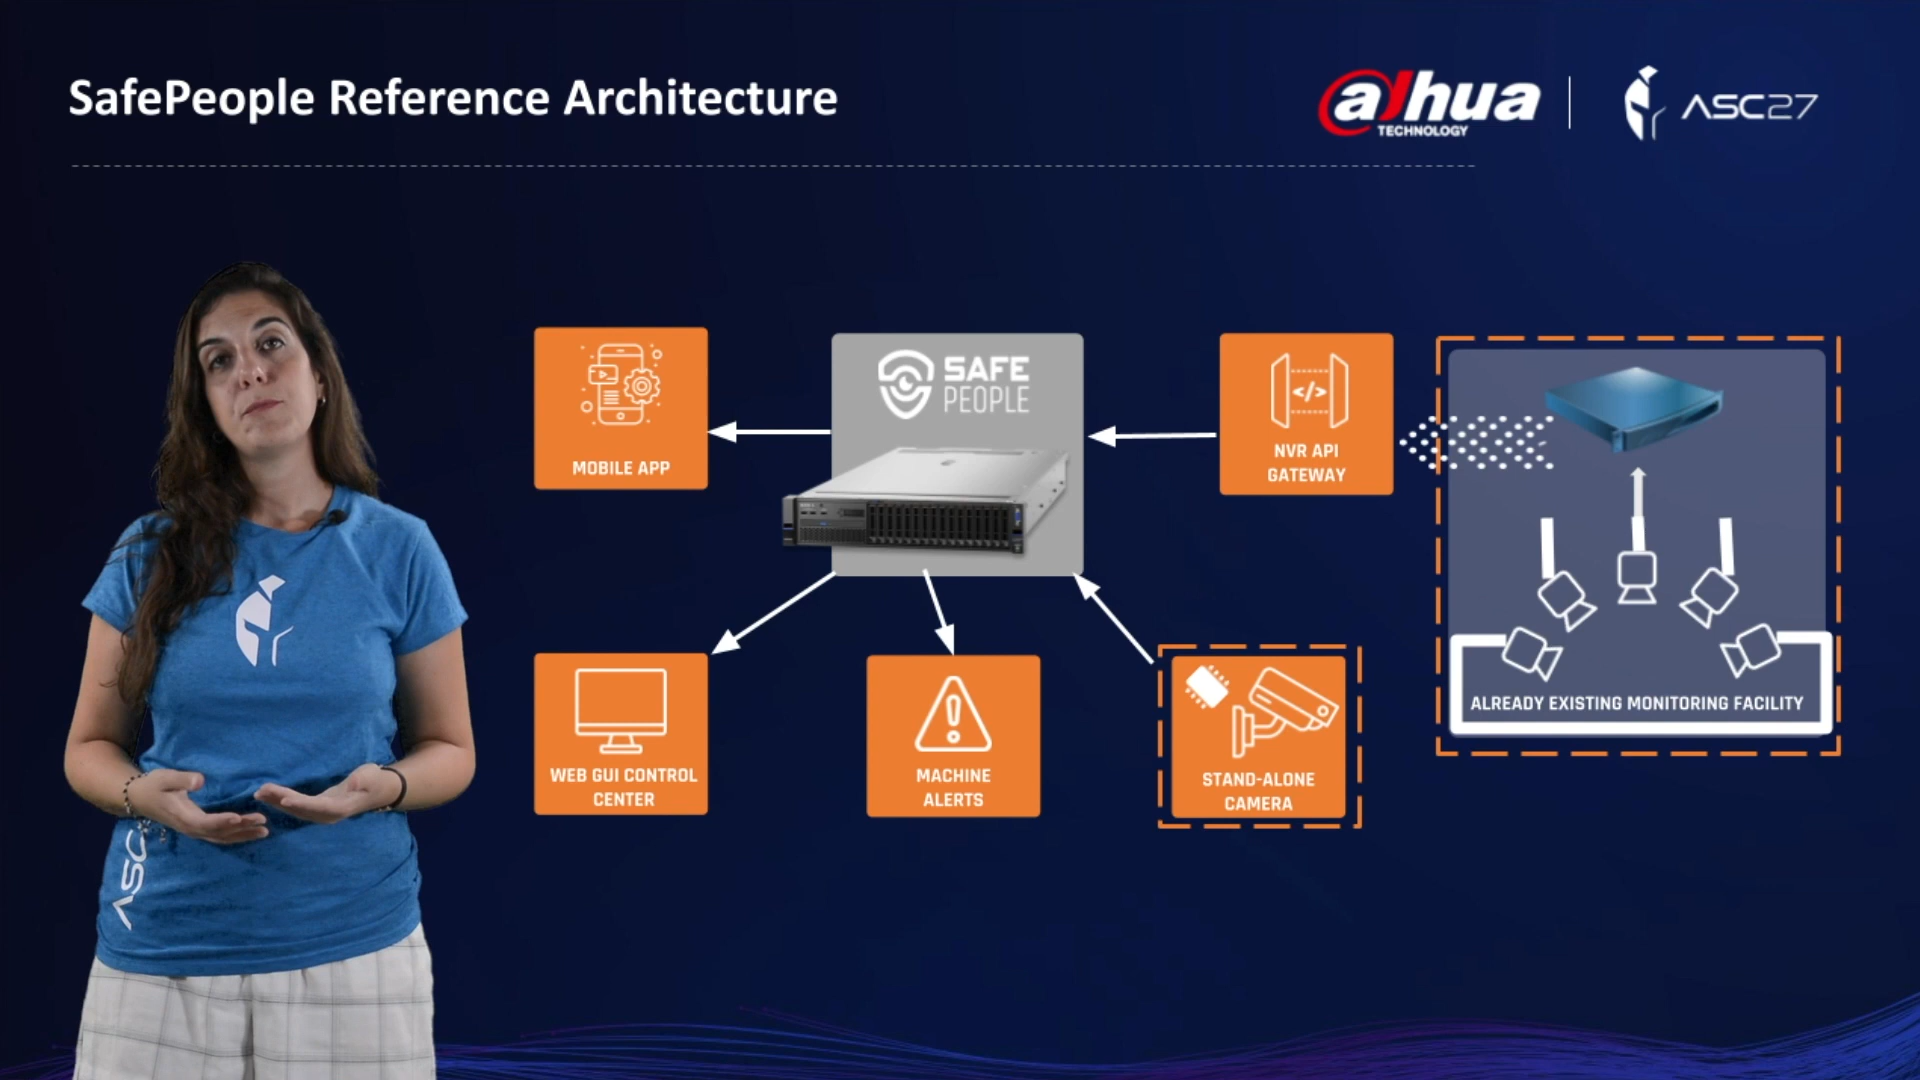 SafePeople Reference Architecture
alhua
TECHNOLOGY
ASC27
MOBILE APP
SAFE
PEOPLE
NVR API
GATEWAY
ALREADY EXISTING MONITORING FACILITY
WEB GUI CONTROL
CENTER
MACHINE
ALERTS
STAND-ALONE
CAMERA
ASC